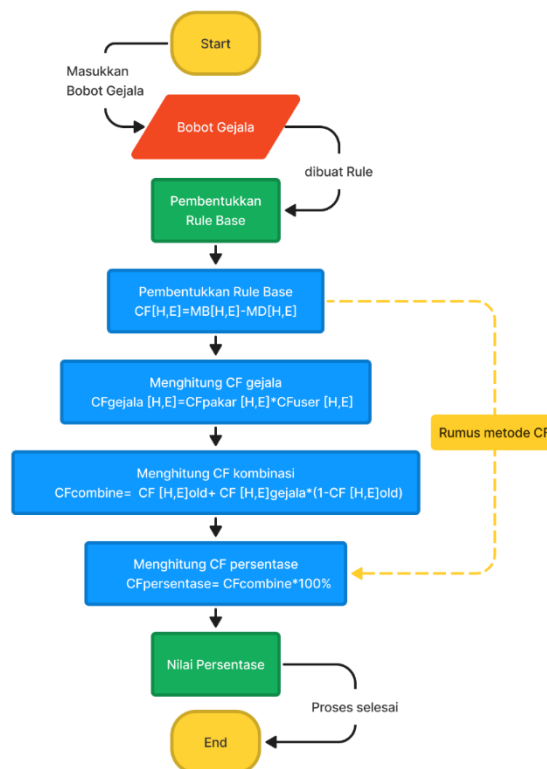 Start
Masukkan
Bobot Gejala
Bobot Gejala
dibuat Rule
Pembentukkan
Rule Base
Pembentukkan Rule Base
CF[H,E]=MB[H,E]-MD[H,E]
Menghitung CF gejala
CFgejala [H,E]=CFpakar [H,E]*CFuser [H,E]
Rumus metode CF
Menghitung CF kombinasi
CFcombine= CF [H,E]old+ CF [H,E]gejala*(1-CF [H,E]old)
Menghitung CF persentase
CFpersentase= CFcombine*100%
Nilai Persentase
Proses selesai
End